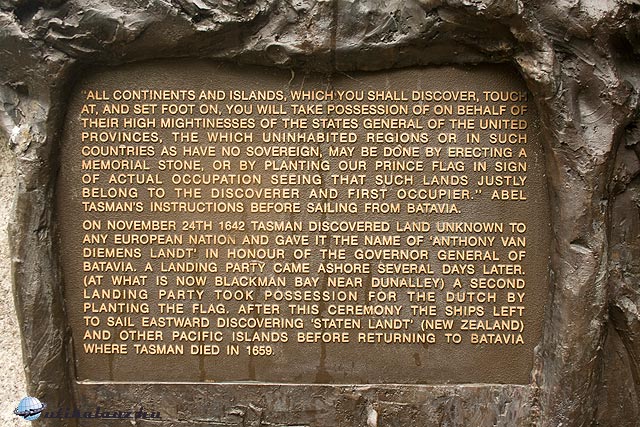 'ALL CONTINENTS AND ISLANDS, WHICH YOU SHALL DISCOVER, TOUCH
AT, AND SET FOOT ON, YOU WILL TAKE POSSESSION OF ON BEHALF OF
THEIR HIGH MIGHTINESSES OF THE STATES GENERAL OF THE UNITED
PROVINCES, THE WHICH UNINHABITED REGIONS OR IN SUCH
COUNTRIES AS HAVE NO SOVEREIGN, MAY BE DONE BY ERECTING A
MEMORIAL STONE, OR BY PLANTING OUR PRINCE FLAG IN SIGN
OF ACTUAL OCCUPATION SEEING THAT SUCH LANDS JUSTLY
BELONG TO THE DISCOVERER AND FIRST OCCUPIER." ABEL
TASMAN'S INSTRUCTIONS BEFORE SAILING FROM BATAVIA.
ON NOVEMBER 24TH 1642 TASMAN DISCOVERED LAND UNKNOWN TO
ANY EUROPEAN NATION AND GAVE IT THE NAME OF 'ANTHONY VAN
DIEMENS LANDT' IN HONOUR OF THE GOVERNOR GENERAL OF
BATAVIA. A LANDING PARTY CAME ASHORE SEVERAL DAYS LATER.
(AT WHAT IS NOW BLACKMAN BAY NEAR DUNALLEY) A SECOND
LANDING PARTY TOOK POSSESSION FOR THE DUTCH BY
PLANTING THE FLAG. AFTER THIS CEREMONY THE SHIPS LEFT
TO SAIL EASTWARD DISCOVERING 'STATEN LANDT' (NEW ZEALAND)
AND OTHER PACIFIC ISLANDS BEFORE RETURNING TO BATAVIA
WHERE TASMAN DIED IN 1659.